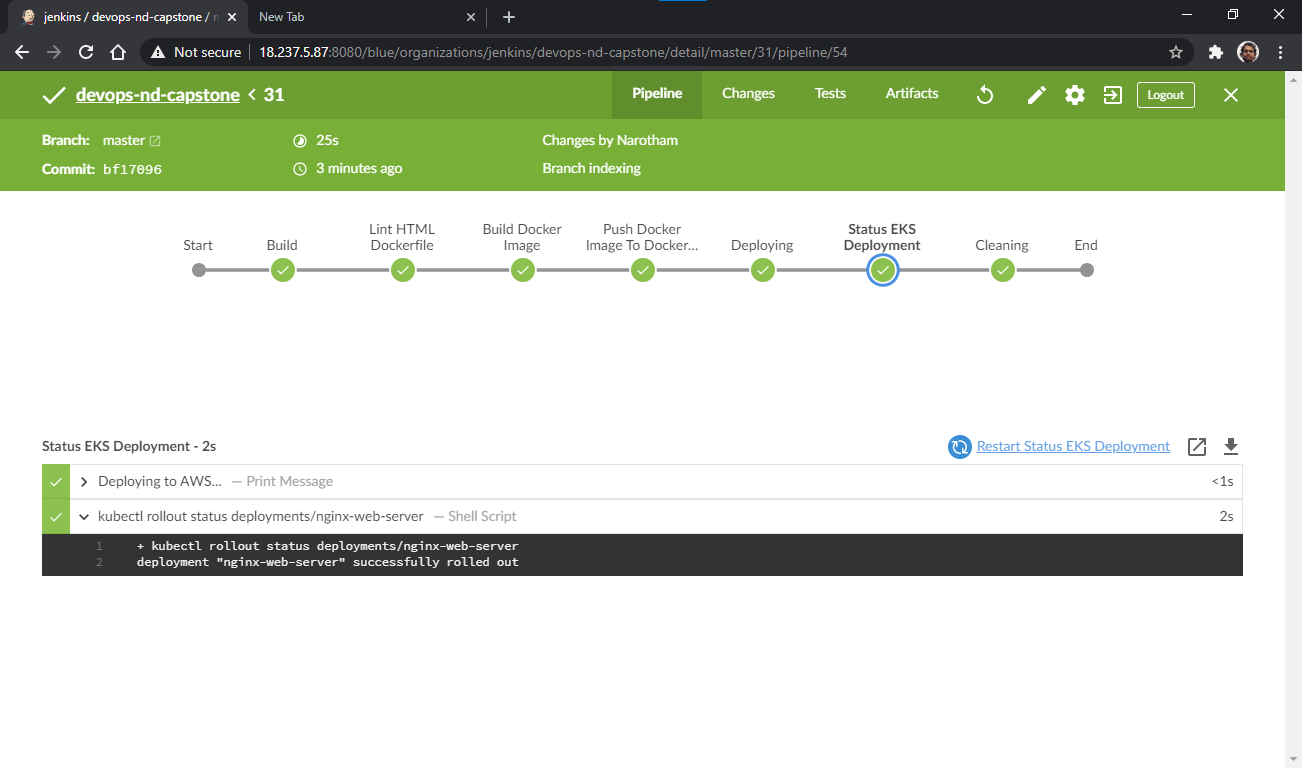 jenkins / devops-nd-capstone /
New Tab
Not secure
18.237.5.87:8080/blue/organizations/jenkins/devops-nd-capstone/detail/master/31/pipeline/54
devops-nd-capstone < 31
Pipeline
Changes
Tests
Artifacts
Logout
Branch: master
25s
Changes by Narotham
Commit: bf17096
3 minutes ago
Branch indexing
Start
Build
Lint HTML
Dockerfile
Build Docker
Image
Push Docker
Image To Docker...
Deploying
Status EKS
Deployment
Cleaning
End
Status EKS Deployment - 2s
Restart Status EKS Deployment
Deploying to AWS... — Print Message
<1s
kubectl rollout status deployments/nginx-web-server — Shell Script
2s
1 + kubectl rollout status deployments/nginx-web-server
2 deployment "nginx-web-server" successfully rolled out